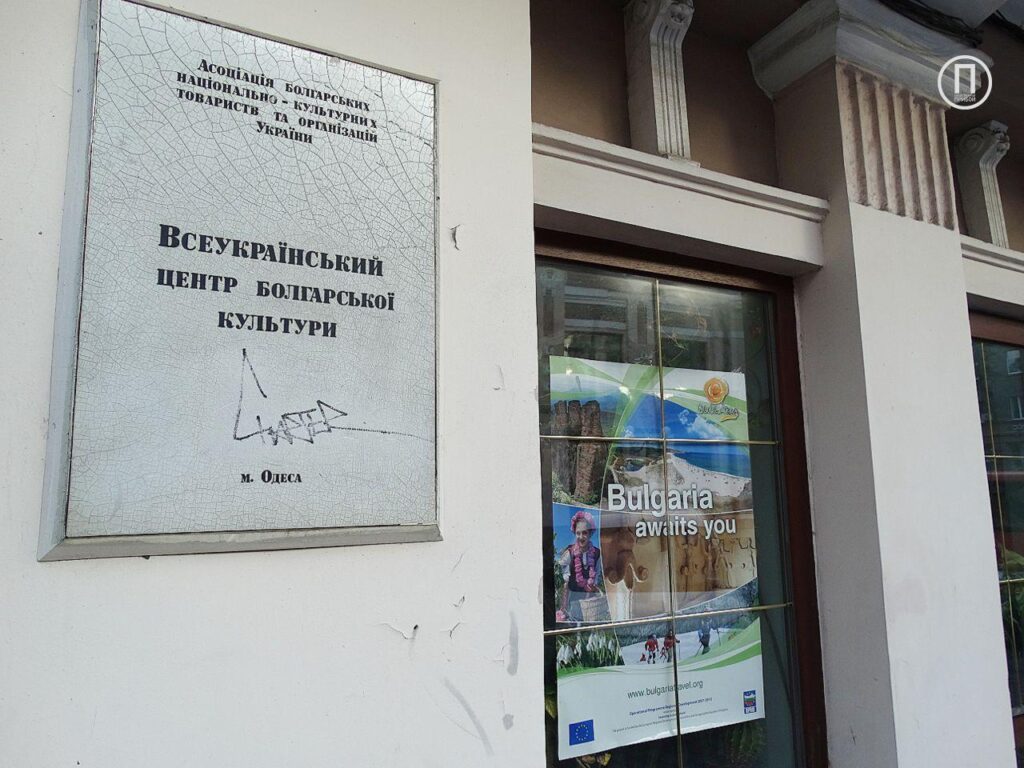 Асоціація болгарських
національно - культурних
товариств та організацій
України
Всеукраїнський
центр болгарської
культури
м. Одеса
Bulgaria
awaits you
www.bulgariatravel.org
П